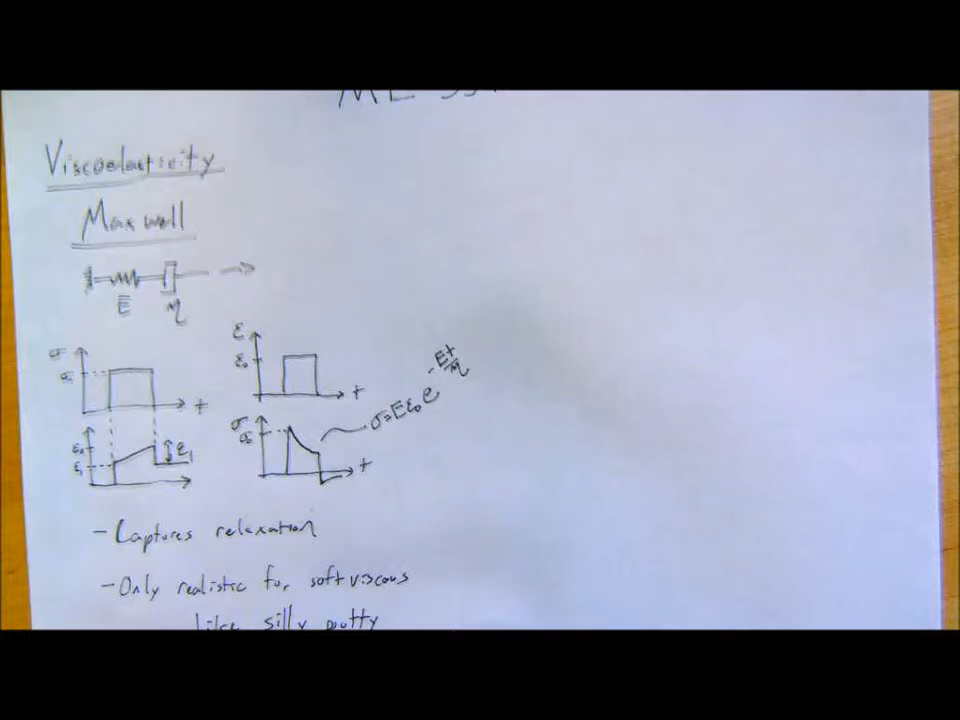 Viscoelasticity
Maxwell
E η
σ
σ₀
t
ε
ε₀
t
ε₁
ε₁
σ
σ₀
t
σ=Eε₀e^-Et/η
- Captures relaxation
- Only realistic for soft viscous
like silly putty